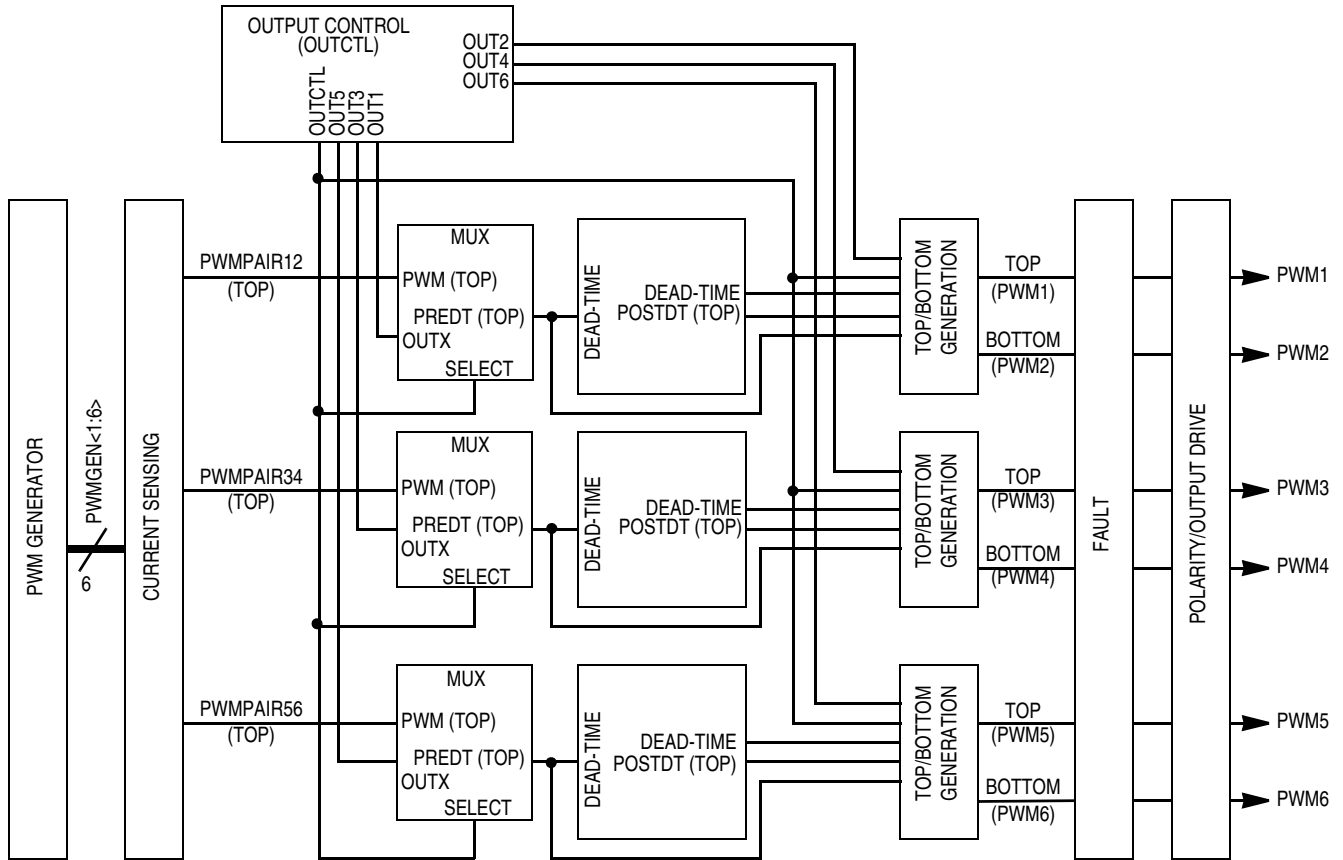 OUTPUT CONTROL
(OUTCTL)
OUT2
OUT4
OUT6
OUTCTL
OUT5
OUT3
OUT1
PWM GENERATOR
PWMGEN<1:6>
6
CURRENT SENSING
PWMPAIR12
(TOP)
MUX
PWM (TOP)
PREDT (TOP)
OUTX
SELECT
DEAD-TIME
DEAD-TIME
POSTDT (TOP)
TOP/BOTTOM
GENERATION
TOP
(PWM1)
BOTTOM
(PWM2)
PWMPAIR34
(TOP)
MUX
PWM (TOP)
PREDT (TOP)
OUTX
SELECT
DEAD-TIME
DEAD-TIME
POSTDT (TOP)
TOP/BOTTOM
GENERATION
TOP
(PWM3)
BOTTOM
(PWM4)
PWMPAIR56
(TOP)
MUX
PWM (TOP)
PREDT (TOP)
OUTX
SELECT
DEAD-TIME
DEAD-TIME
POSTDT (TOP)
TOP/BOTTOM
GENERATION
TOP
(PWM5)
BOTTOM
(PWM6)
FAULT
POLARITY/OUTPUT DRIVE
PWM1
PWM2
PWM3
PWM4
PWM5
PWM6